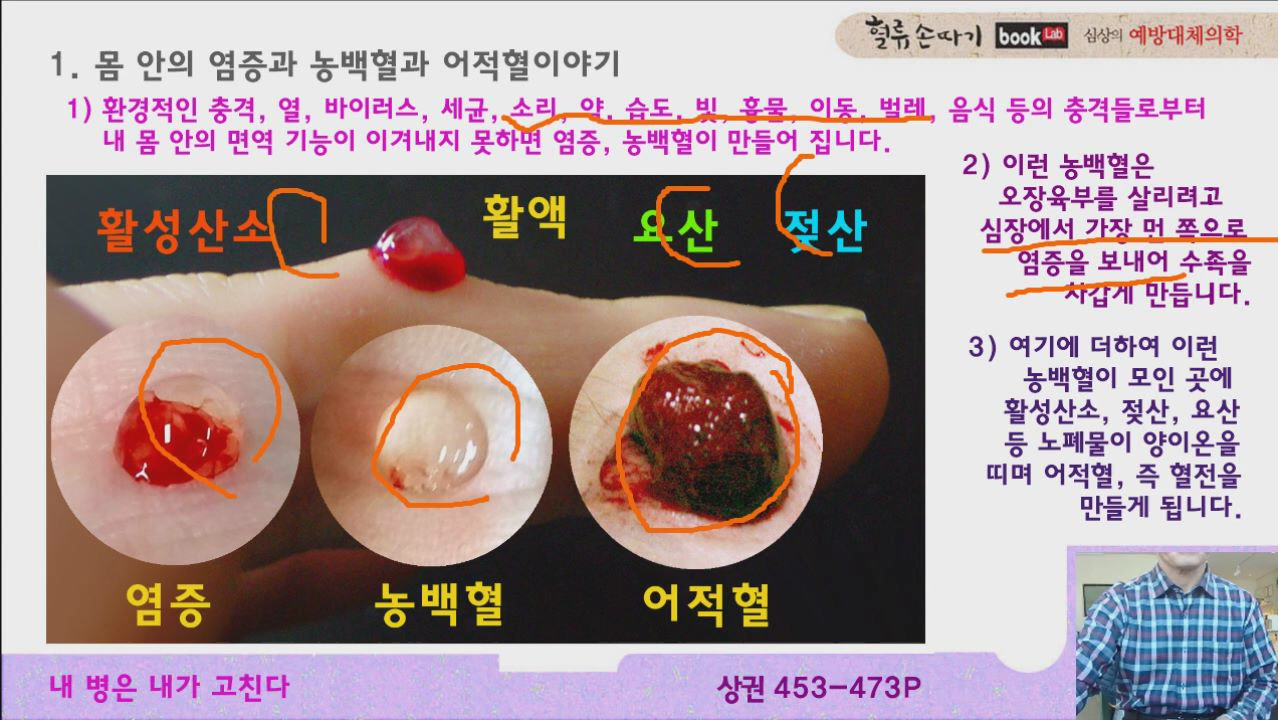 혈류 손따기 book Lab 심상의 예방대체의학
1. 몸 안의 염증과 농백혈과 어적혈이야기
1) 환경적인 충격, 열, 바이러스, 세균, 소리, 약, 습도, 빛, 흉물, 이동, 벌레, 음식 등의 충격들로부터
내 몸 안의 면역 기능이 이겨내지 못하면 염증, 농백혈이 만들어 집니다.
활성산소 활액 요산 젖산
염증 농백혈 어적혈
2) 이런 농백혈은
오장육부를 살리려고
심장에서 가장 먼 쪽으로
염증을 보내어 수족을
차갑게 만듭니다.
3) 여기에 더하여 이런
농백혈이 모인 곳에
활성산소, 젖산, 요산
등 노폐물이 양이온을
띠며 어적혈, 즉 혈전을
만들게 됩니다.
내 병은 내가 고친다
상권 453-473P